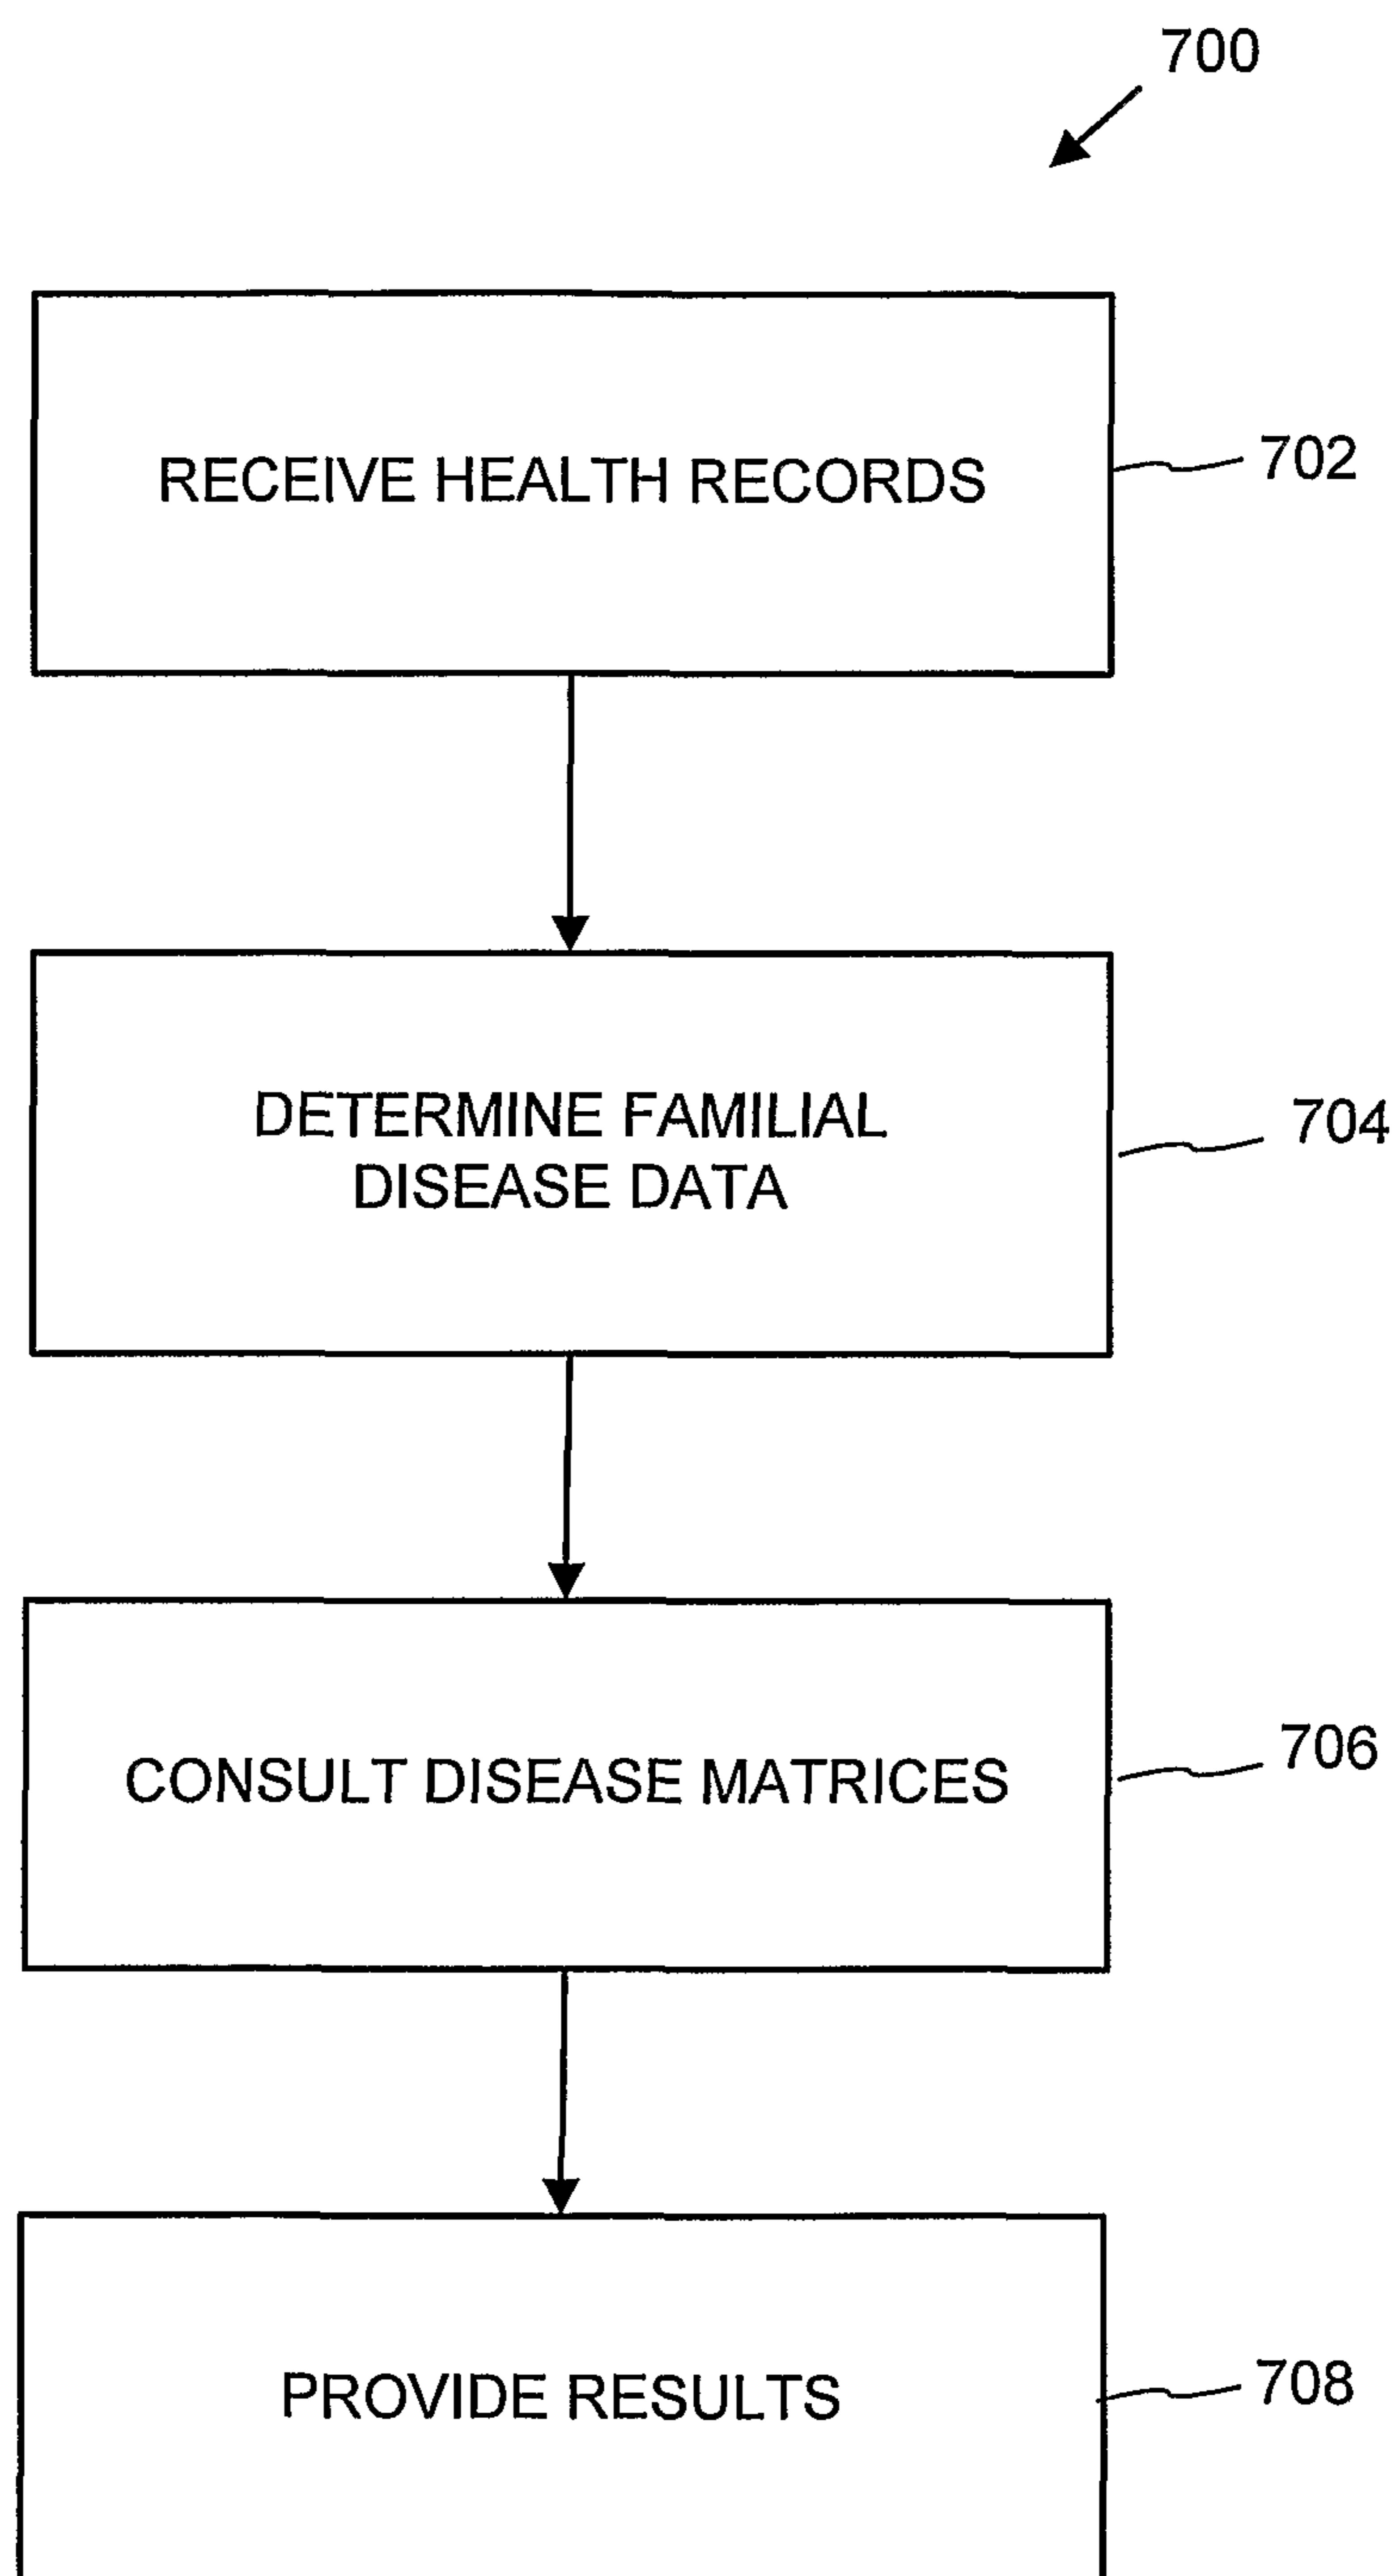 700
RECEIVE HEALTH RECORDS
702
DETERMINE FAMILIAL
DISEASE DATA
704
CONSULT DISEASE MATRICES
706
PROVIDE RESULTS
708